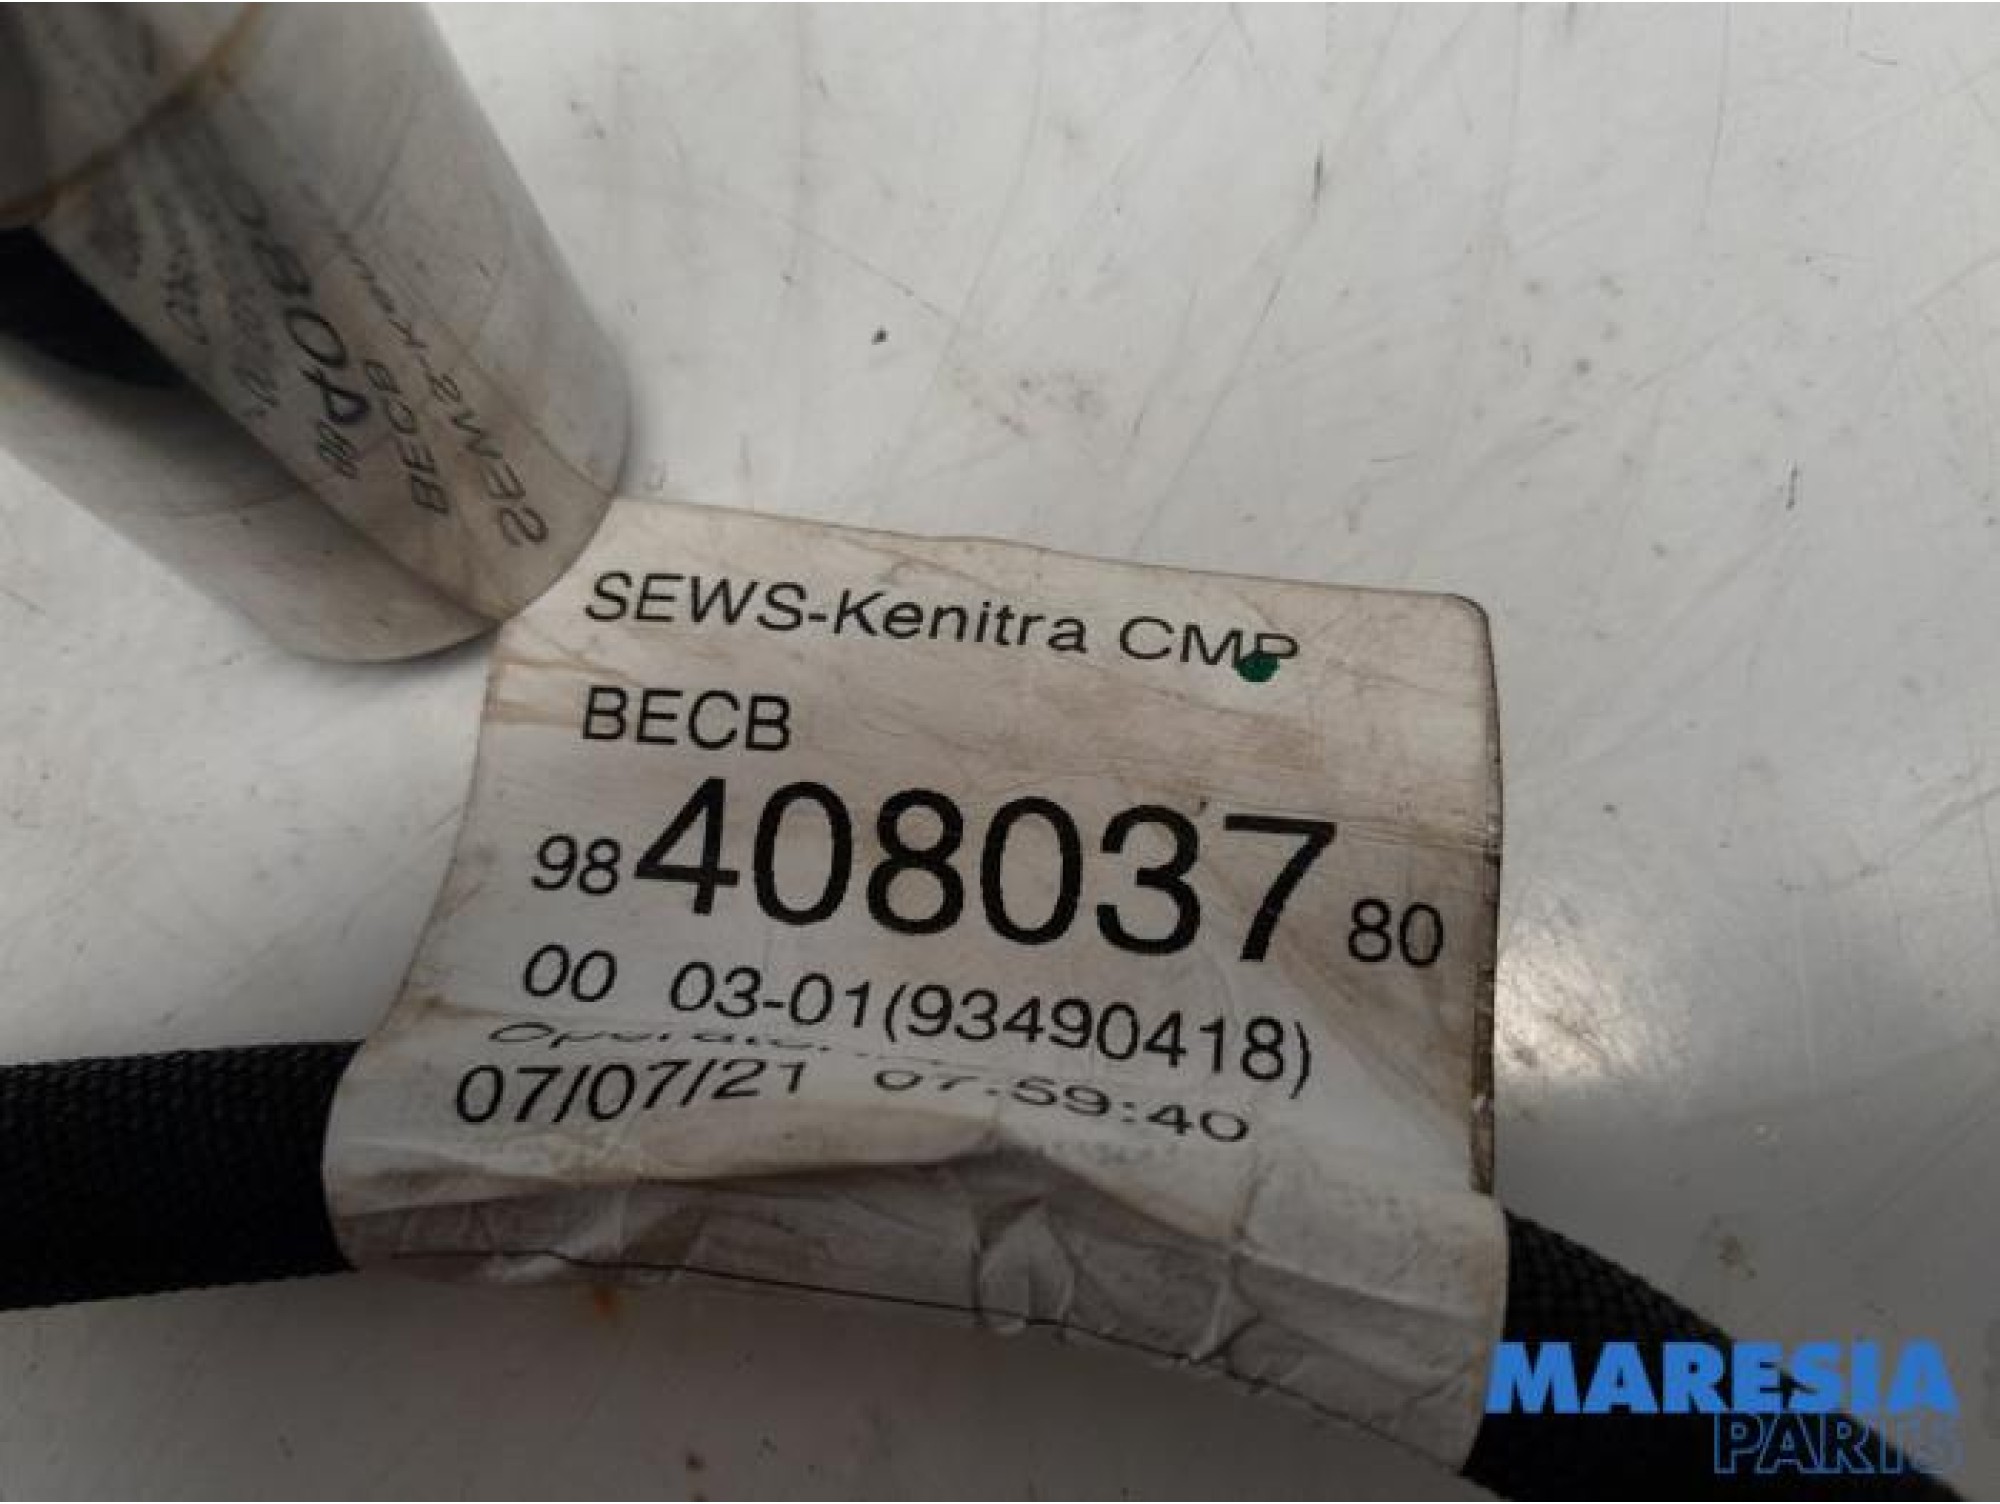 SEWS-Kenitra CMP
BECB
98 408037 80
00 03-01(93490418)
07/07/21 07:59:40
BECB
MARESIA
PARTS